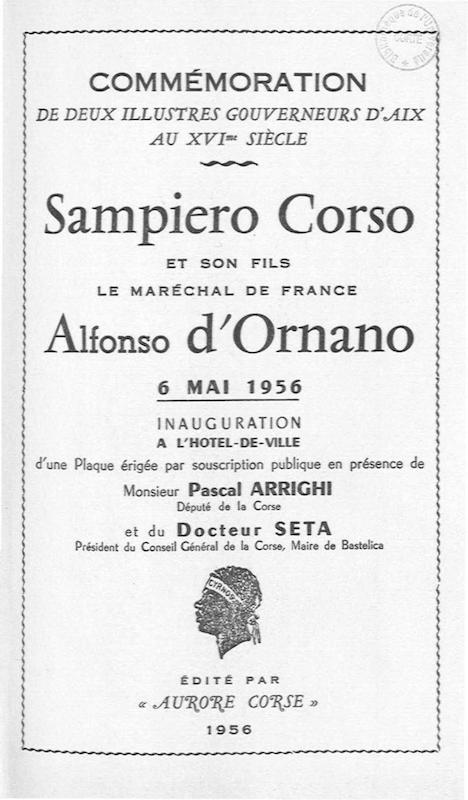 COMMÉMORATION
DE DEUX ILLUSTRES GOUVERNEURS D'AIX
AU XVIme SIÈCLE
Sampiero Corso
ET SON FILS
LE MARÉCHAL DE FRANCE
Alfonso d'Ornano
6 MAI 1956
INAUGURATION
A L'HOTEL-DE-VILLE
d'une Plaque érigée par souscription publique en présence de
Monsieur Pascal ARRIGHI
Député de la Corse
et du Docteur SETA
Président du Conseil Général de la Corse, Maire de Bastelica
CYRNOS
ÉDITÉ PAR
« AURORE CORSE »
1956